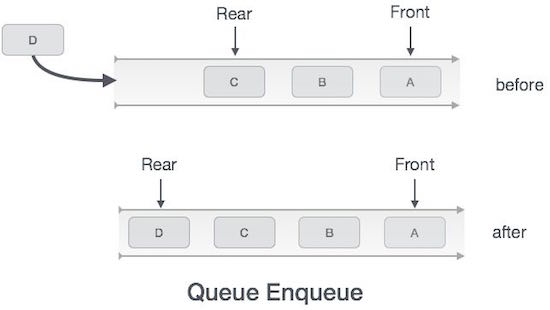 Rear Front
D
C B A
before
Rear Front
D C B A
after
Queue Enqueue